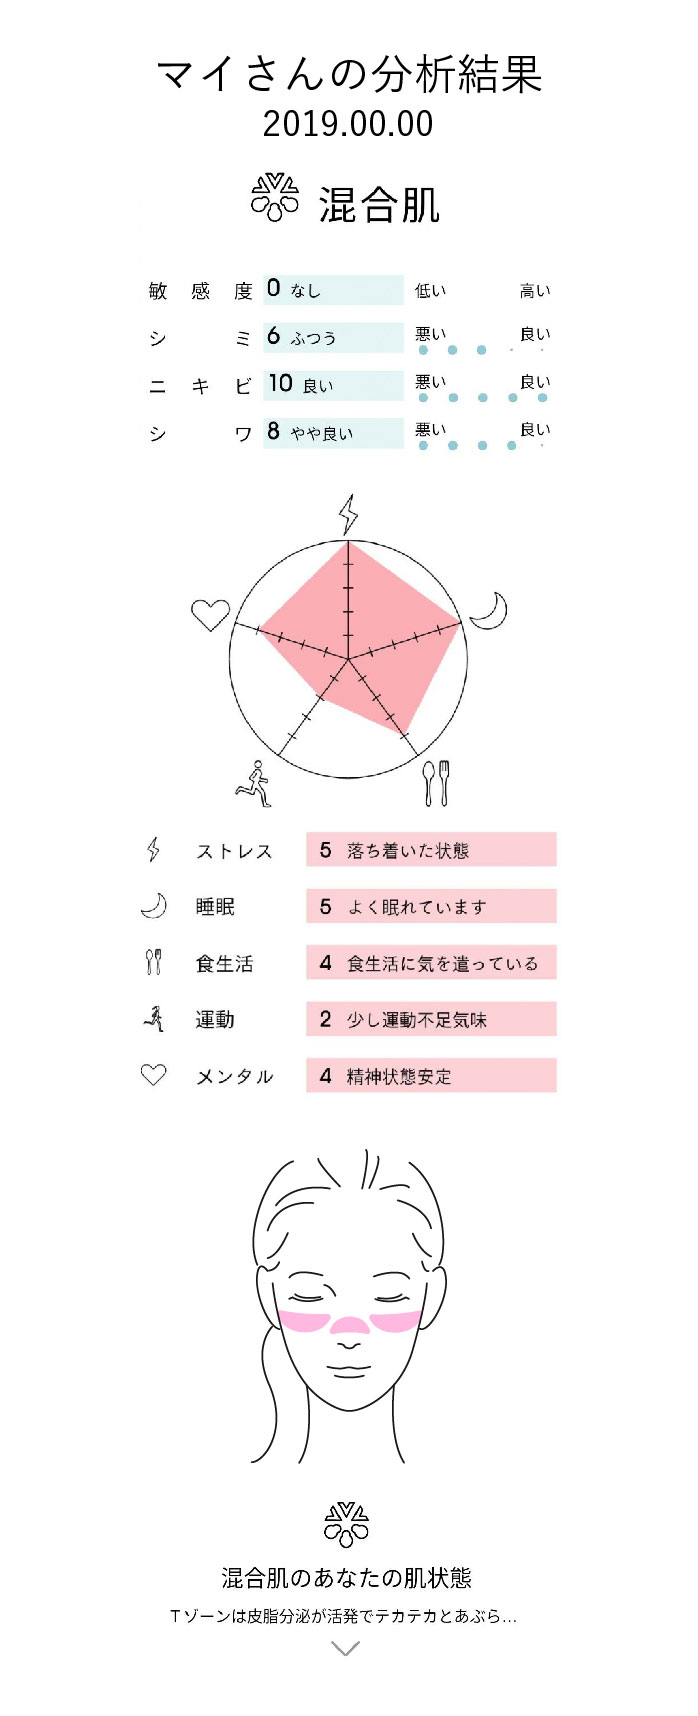 マイさんの分析結果
2019.00.00
混合肌
敏感度 0 なし 低い 高い
シミ 6 ふつう 悪い 良い
ニキビ 10 良い 悪い 良い
シワ 8 やや良い 悪い 良い
ストレス 5 落ち着いた状態
睡眠 5 よく眠れています
食生活 4 食生活に気を遣っている
運動 2 少し運動不足気味
メンタル 4 精神状態安定
混合肌のあなたの肌状態
Tゾーンは皮脂分泌が活発でテカテカとあぶら...